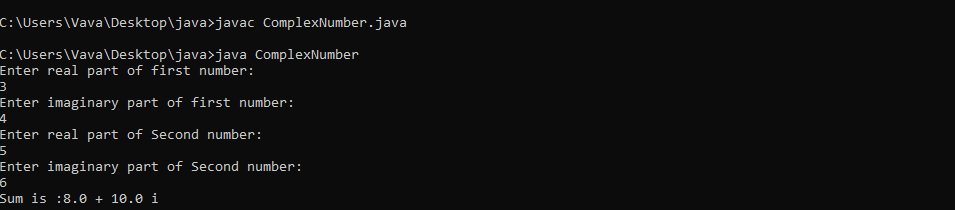 C:\Users\Vava\Desktop\java>javac ComplexNumber.java
C:\Users\Vava\Desktop\java>java ComplexNumber
Enter real part of first number:
3
Enter imaginary part of first number:
4
Enter real part of Second number:
5
Enter imaginary part of Second number:
6
Sum is :8.0 + 10.0 i